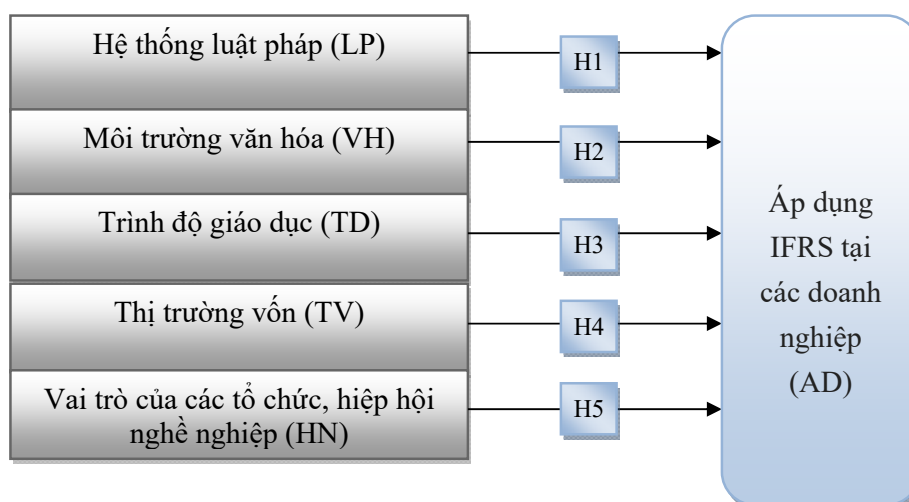 Hệ thống luật pháp (LP)
H1
Môi trường văn hóa (VH)
H2
Trình độ giáo dục (TD)
H3
Thị trường vốn (TV)
H4
Vai trò của các tổ chức, hiệp hội
nghề nghiệp (HN)
H5
Áp dụng
IFRS tại
các doanh
nghiệp
(AD)